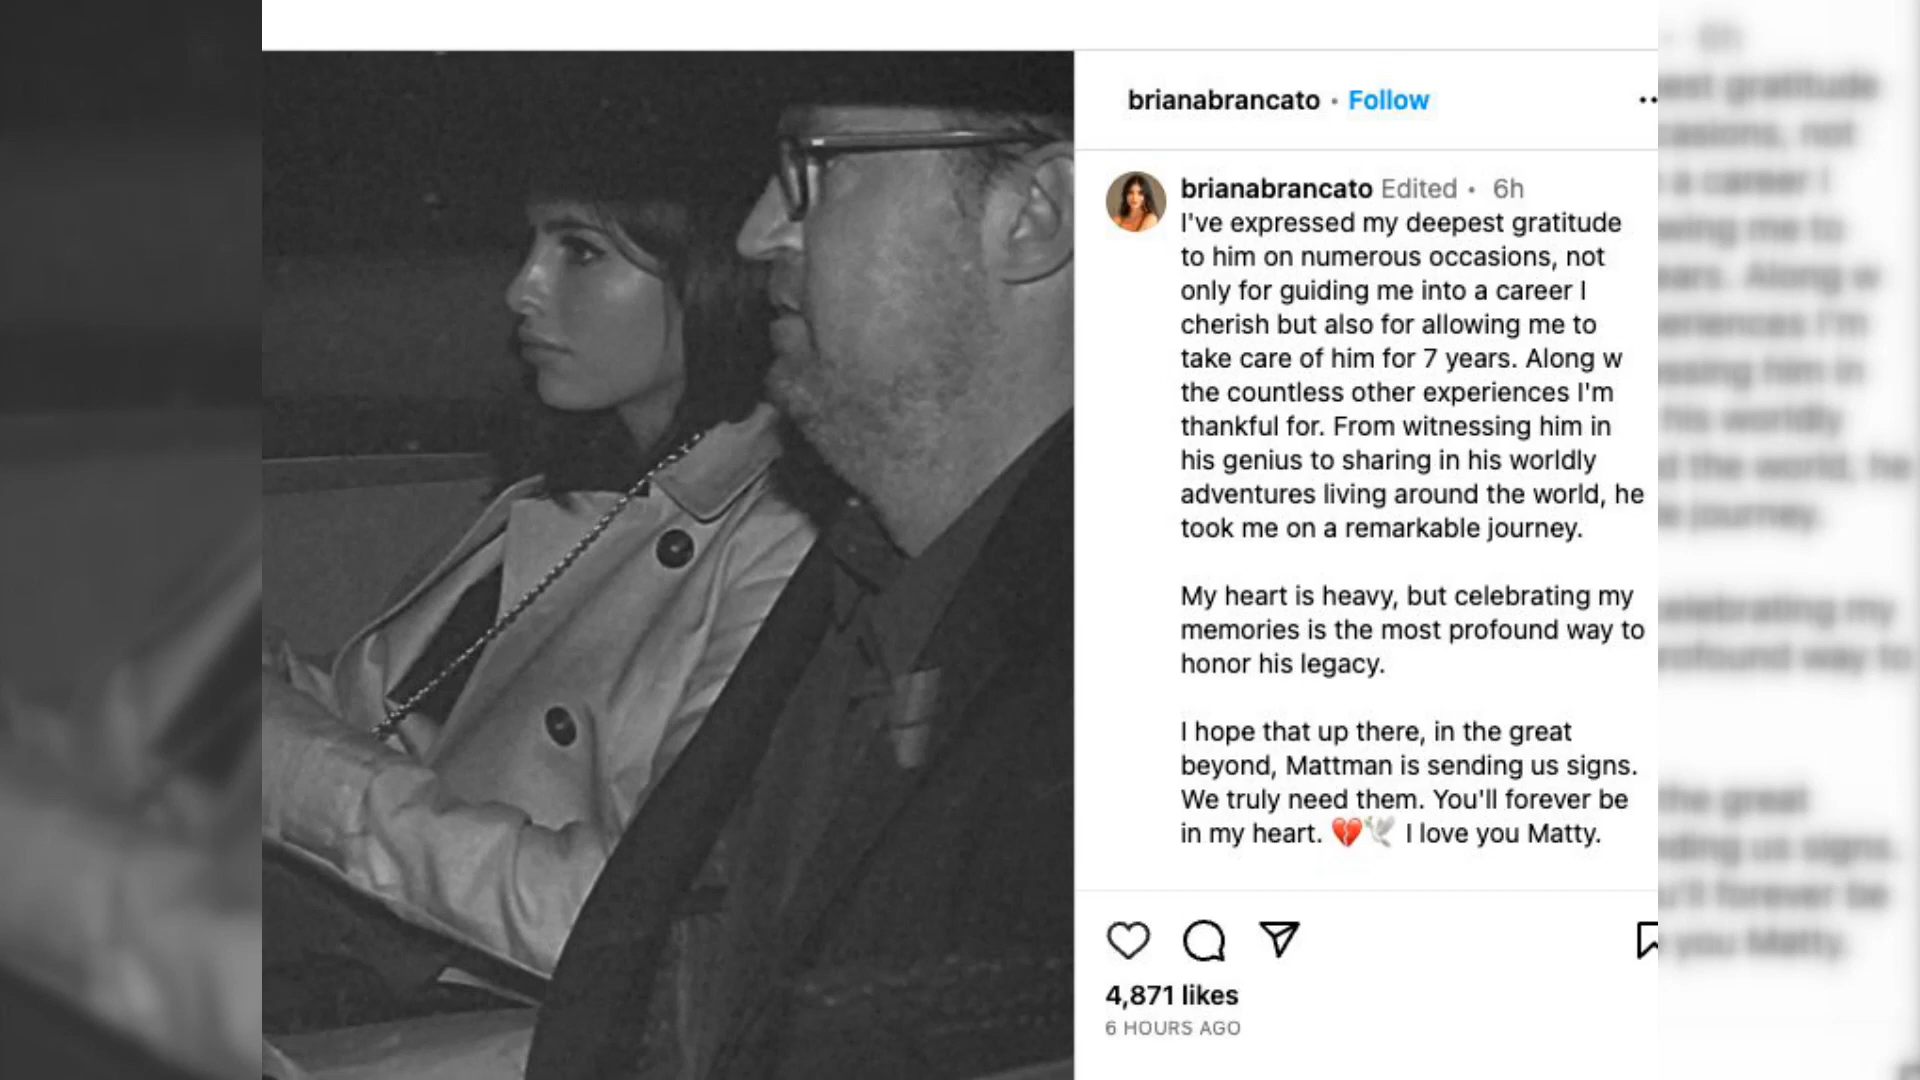 brianabrancato • Follow
brianabrancato Edited • 6h
I've expressed my deepest gratitude
to him on numerous occasions, not
only for guiding me into a career I
cherish but also for allowing me to
take care of him for 7 years. Along w
the countless other experiences I'm
thankful for. From witnessing him in
his genius to sharing in his worldly
adventures living around the world, he
took me on a remarkable journey.
My heart is heavy, but celebrating my
memories is the most profound way to
honor his legacy.
I hope that up there, in the great
beyond, Mattman is sending us signs.
We truly need them. You'll forever be
in my heart. 💔🕊️ I love you Matty.
4,871 likes
6 HOURS AGO